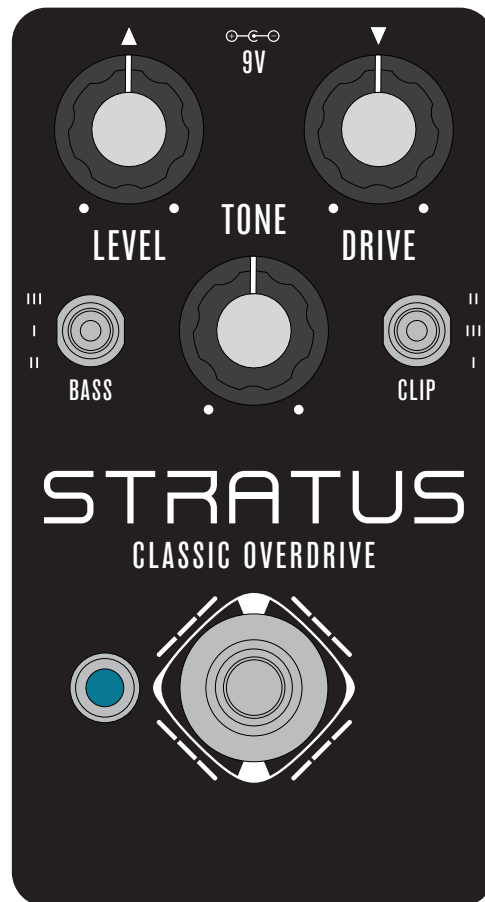 9V
LEVEL
TONE
DRIVE
III
I
II
BASS
II
III
I
CLIP
STRATUS
CLASSIC OVERDRIVE